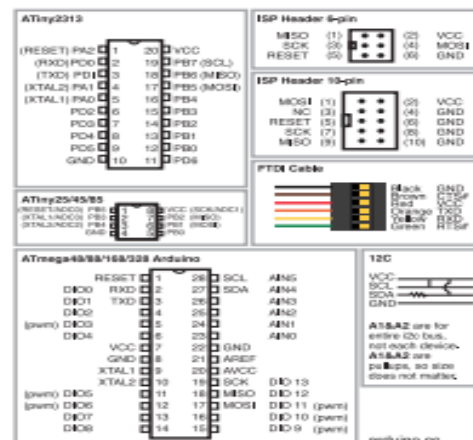 ATiny2313
(RESET) PA2 1 20 VCC
(RXD) PD0 2 19 PB7 (SCL)
(TXD) PD1 3 18 PB6 (MISO)
(XTAL2) PA1 4 17 PB5 (MOSI)
(XTAL1) PA0 5 16 PB4
PD2 6 15 PB3
PD3 7 14 PB2
PD4 8 13 PB1
PD5 9 12 PB0
GND 10 11 PD6
ISP Header 6-pin
MISO (1) (2) VCC
SCK (3) (4) MOSI
RESET (5) (6) GND
ISP Header 10-pin
MOSI (1) (2) VCC
NC (3) (4) GND
RESET (5) (6) GND
SCK (7) (8) GND
MISO (9) (10) GND
FTDI Cable
Black GND
Brown CTS#
Red VCC
Orange TXD
Yellow RXD
Green RTS#
ATiny25/45/85
GND PB0
ATmega48/88/168/328 Arduino
RESET 1 28 SCL AIN5
DIO0 RXD 2 27 SDA AIN4
DIO1 TXD 3 26 AIN3
DIO2 4 25 AIN2
(pwm) DIO3 5 24 AIN1
DIO4 6 23 AIN0
VCC 7 22 GND
GND 8 21 AREF
XTAL1 9 20 AVCC
XTAL2 10 19 SCK DIO 13
(pwm) DIO5 11 18 MISO DIO 12
(pwm) DIO6 12 17 MOSI DIO 11 (pwm)
DIO7 13 16 DIO 10 (pwm)
DIO8 14 15 DIO 9 (pwm)
I2C
VCC
SCL
SDA
GND
A1&A2 are for
entire i2c bus,
not each device.
A1&A2 are
pullups, so size
does not matter.